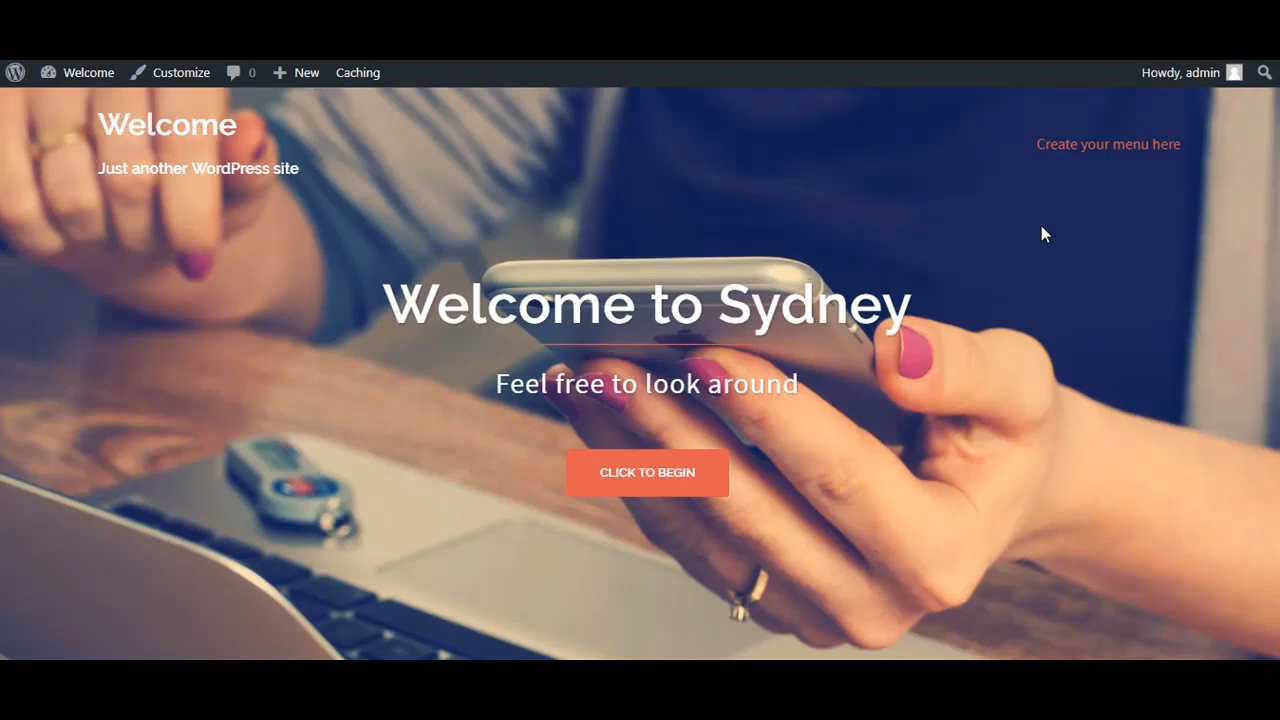 Welcome Customize 0 New Caching Howdy, admin
Welcome
Just another WordPress site
Create your menu here
Welcome to Sydney
Feel free to look around
CLICK TO BEGIN